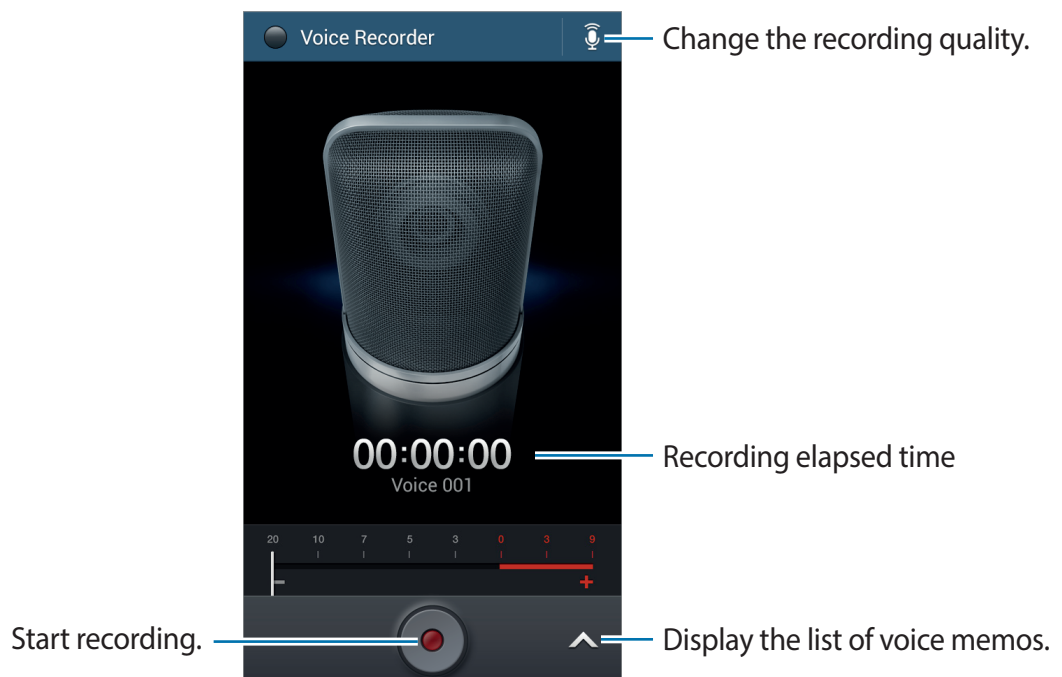 Voice Recorder
Change the recording quality.
00:00:00
Recording elapsed time
Voice 001
20 10 7 5 3 0 3 9
- +
Start recording.
Display the list of voice memos.